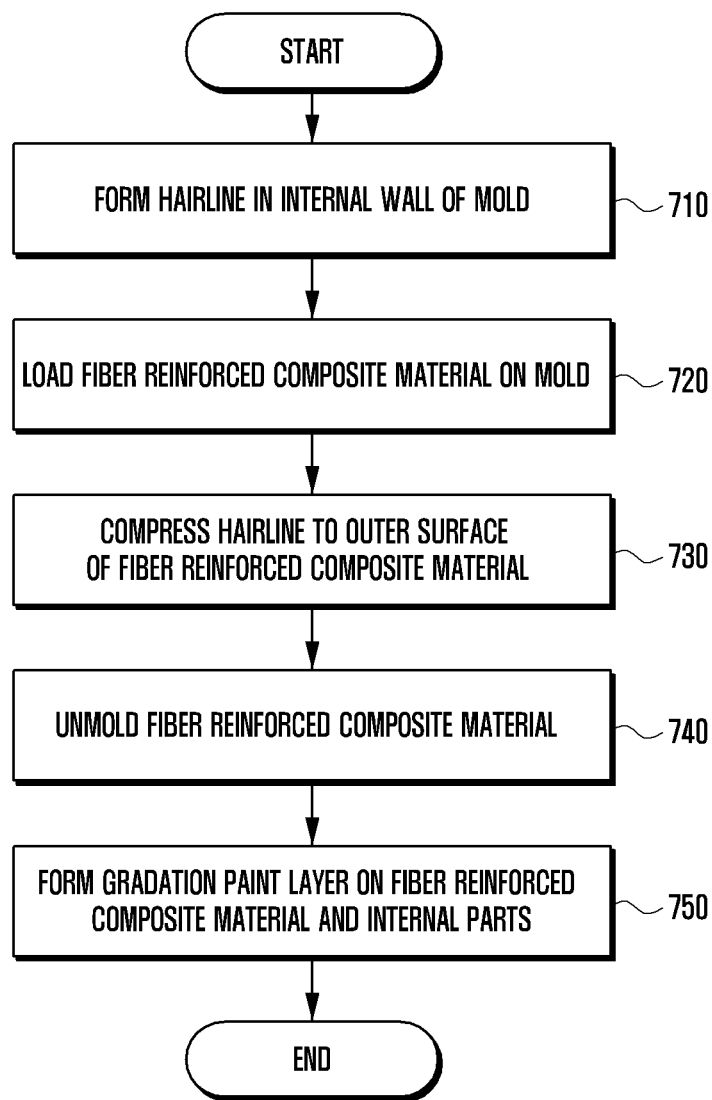 START
FORM HAIRLINE IN INTERNAL WALL OF MOLD
710
LOAD FIBER REINFORCED COMPOSITE MATERIAL ON MOLD
720
COMPRESS HAIRLINE TO OUTER SURFACE
OF FIBER REINFORCED COMPOSITE MATERIAL
730
UNMOLD FIBER REINFORCED COMPOSITE MATERIAL
740
FORM GRADATION PAINT LAYER ON FIBER REINFORCED
COMPOSITE MATERIAL AND INTERNAL PARTS
750
END